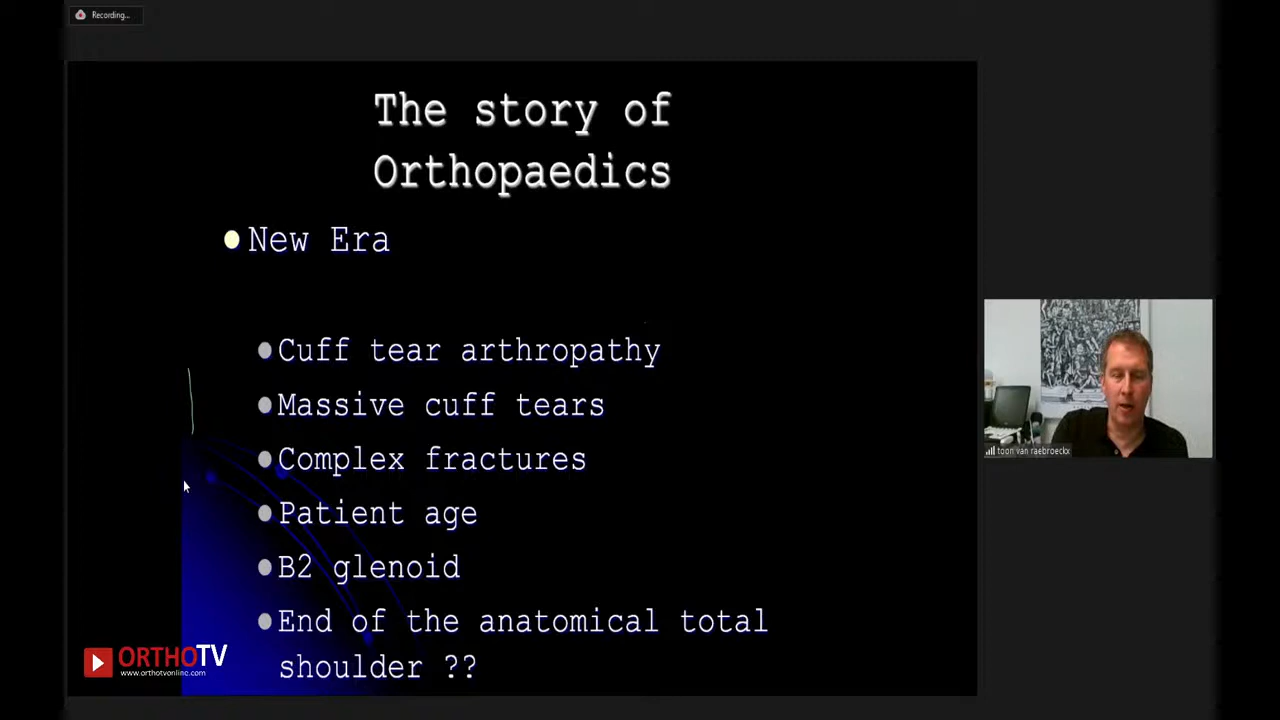 Recording...
The story of
Orthopaedics
New Era
Cuff tear arthropathy
Massive cuff tears
Complex fractures
Patient age
B2 glenoid
End of the anatomical total
shoulder ??
toon van raebroeckx
ORTHOTV
www.orthotvonline.com